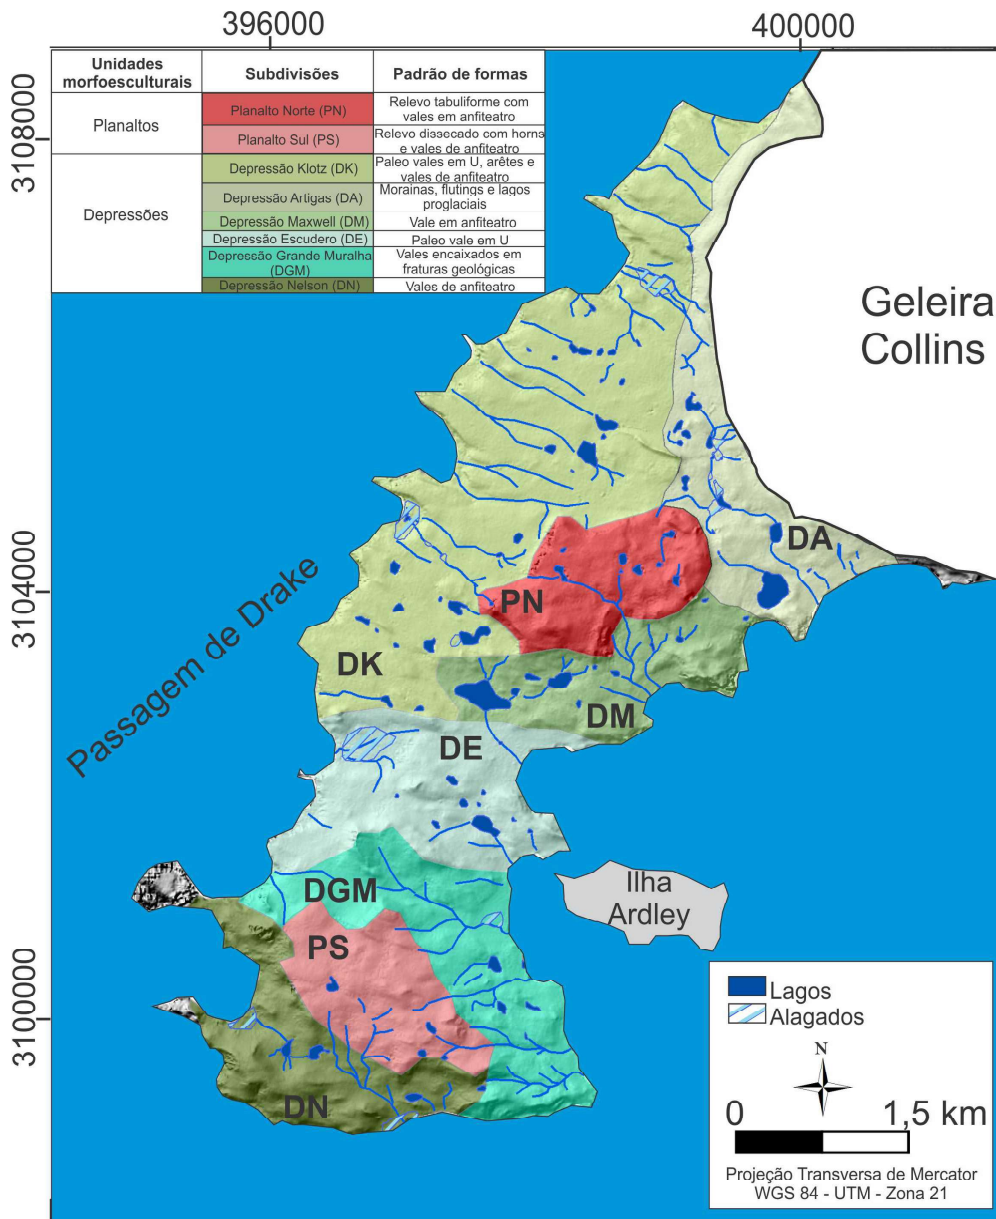 396000
400000
3108000
3104000
3100000
Unidades
morfoesculturais
Subdivisões
Padrão de formas
Planaltos
Planalto Norte (PN)
Relevo tabuliforme com
vales em anfiteatro
Planalto Sul (PS)
Relevo dissecado com horns
e vales de anfiteatro
Depressões
Depressão Klotz (DK)
Paleo vales em U, arêtes e
vales de anfiteatro
Depressão Artigas (DA)
Morainas, flutings e lagos
proglaciais
Depressão Maxwell (DM)
Vale em anfiteatro
Depressão Escudero (DE)
Paleo vale em U
Depressão Grande Muralha
(DGM)
Vales encaixados em
fraturas geológicas
Depressão Nelson (DN)
Vales de anfiteatro
Geleira
Collins
DA
PN
Passagem de Drake
DK
DM
DE
DGM
Ilha
Ardley
PS
DN
Lagos
Alagados
N
0 1,5 km
Projeção Transversa de Mercator
WGS 84 - UTM - Zona 21